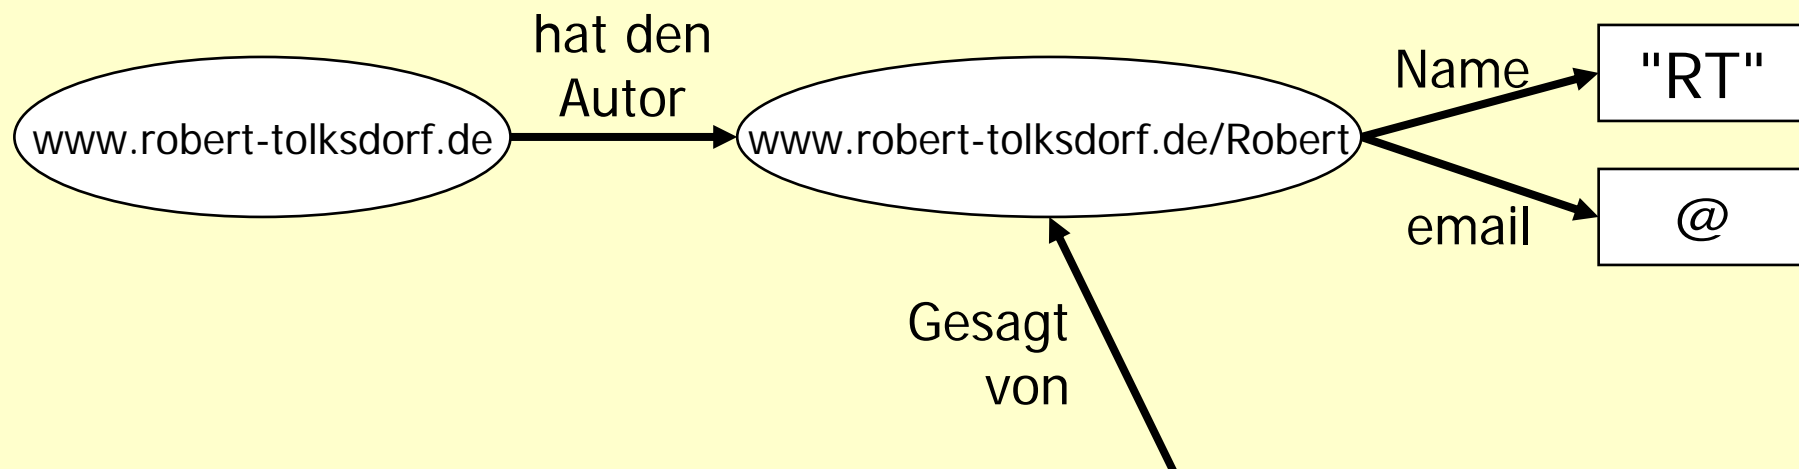 hat den
Autor
www.robert-tolksdorf.de
www.robert-tolksdorf.de/Robert
Name
"RT"
email
@
Gesagt
von